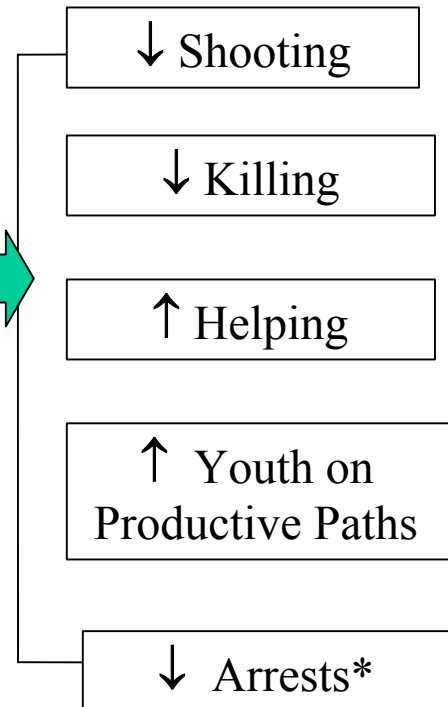 ↓ Shooting
↓ Killing
↑ Helping
↑ Youth on
Productive Paths
↓ Arrests*